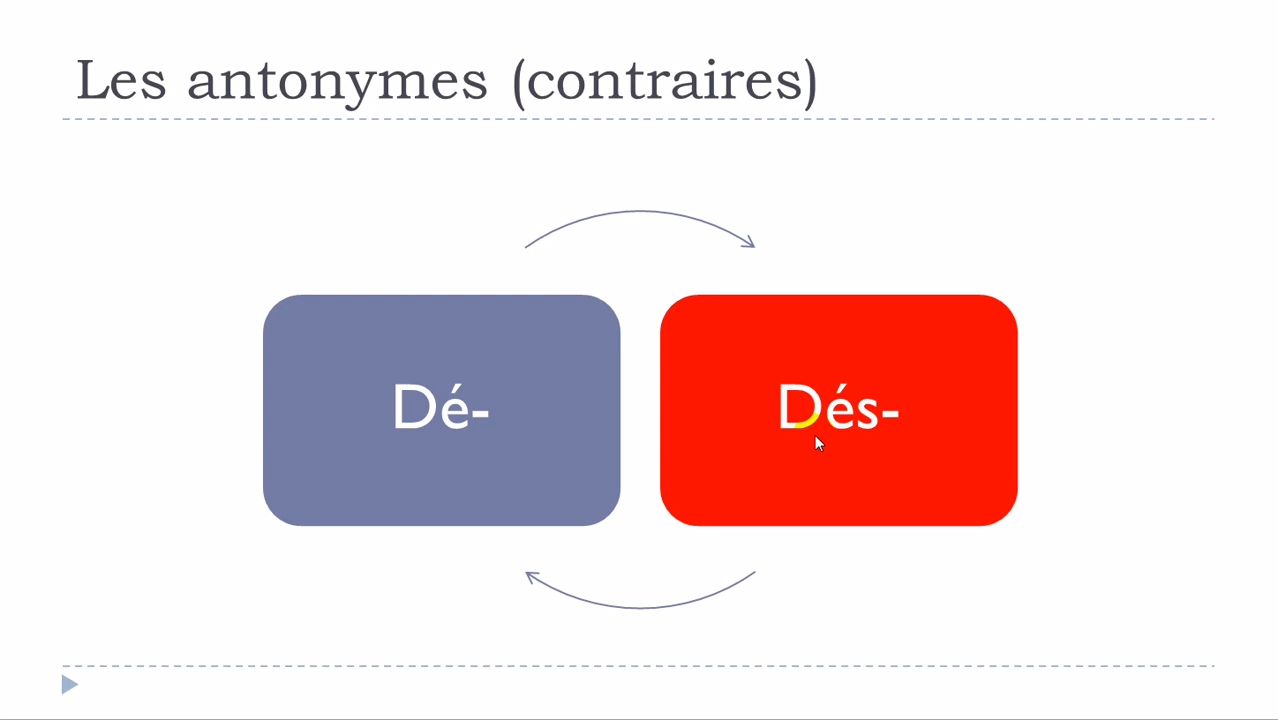 Les antonymes (contraires)
Dé-
Dés-